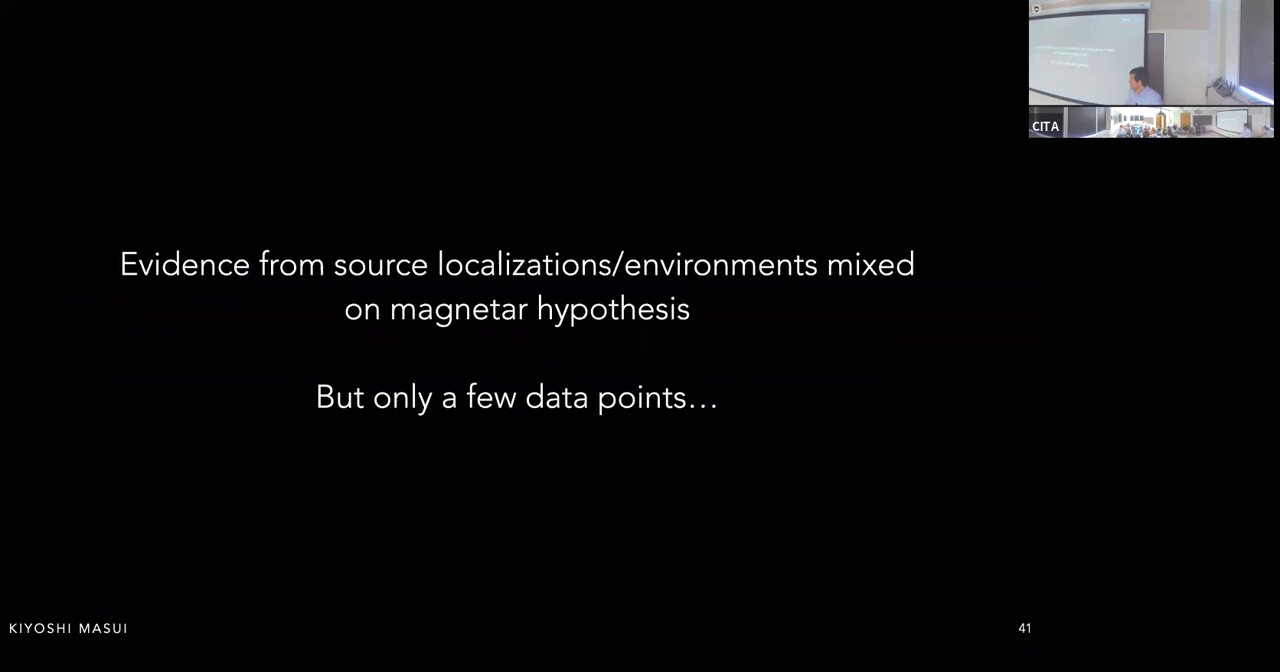 CITA
Evidence from source localizations/environments mixed
on magnetar hypothesis
But only a few data points…
KIYOSHI MASUI
41